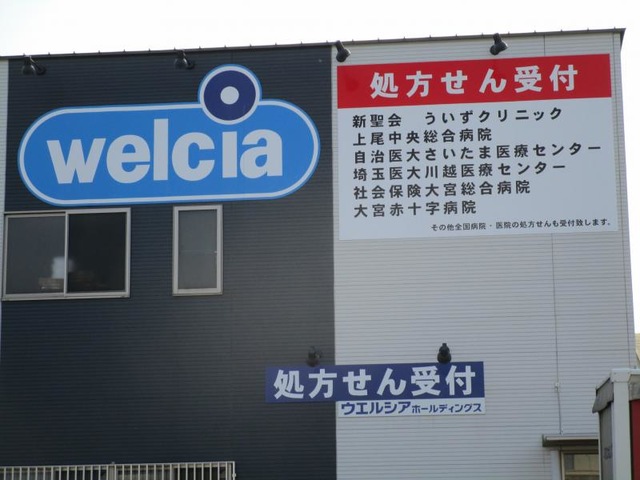 welcia
処方せん受付
新聖会　ういずクリニック
上尾中央総合病院
自治医大さいたま医療センター
埼玉医大川越医療センター
社会保険大宮総合病院
大宮赤十字病院
その他全国病院・医院の処方せんも受付致します。
処方せん受付
ウエルシアホールディングス